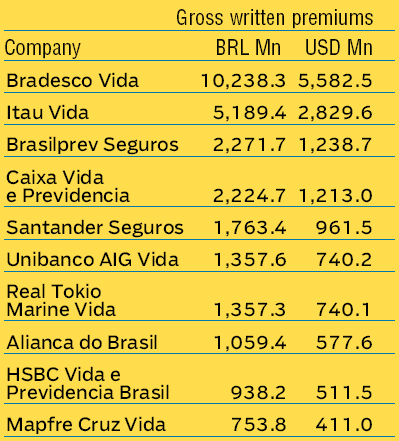 Gross written premiums
Company BRL Mn USD Mn
Bradesco Vida 10,238.3 5,582.5
Itau Vida 5,189.4 2,829.6
Brasilprev Seguros 2,271.7 1,238.7
Caixa Vida
e Previdencia 2,224.7 1,213.0
Santander Seguros 1,763.4 961.5
Unibanco AIG Vida 1,357.6 740.2
Real Tokio
Marine Vida 1,357.3 740.1
Alianca do Brasil 1,059.4 577.6
HSBC Vida e
Previdencia Brasil 938.2 511.5
Mapfre Cruz Vida 753.8 411.0